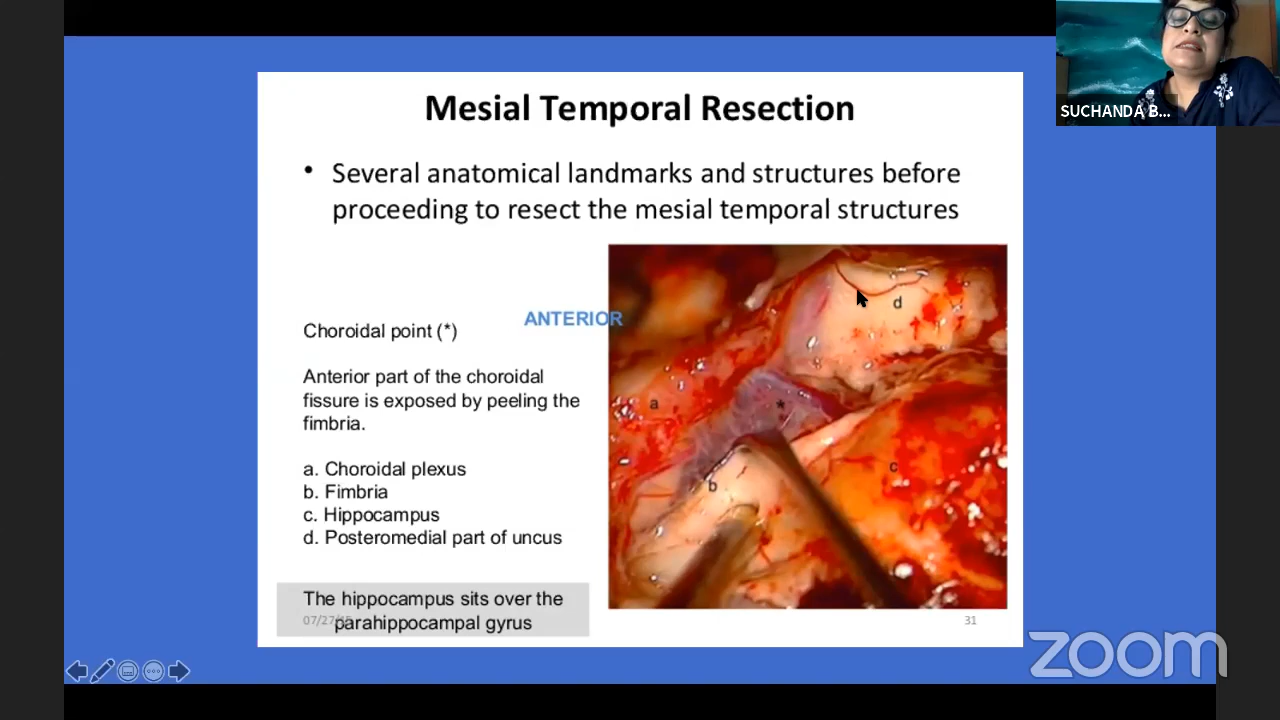 Mesial Temporal Resection
SUCHANDA B...
• Several anatomical landmarks and structures before
proceeding to resect the mesial temporal structures
ANTERIOR
Choroidal point (*)
Anterior part of the choroidal
fissure is exposed by peeling the
fimbria.
a. Choroidal plexus
b. Fimbria
c. Hippocampus
d. Posteromedial part of uncus
d
a
*
c
b
The hippocampus sits over the
parahippocampal gyrus
31
zoom